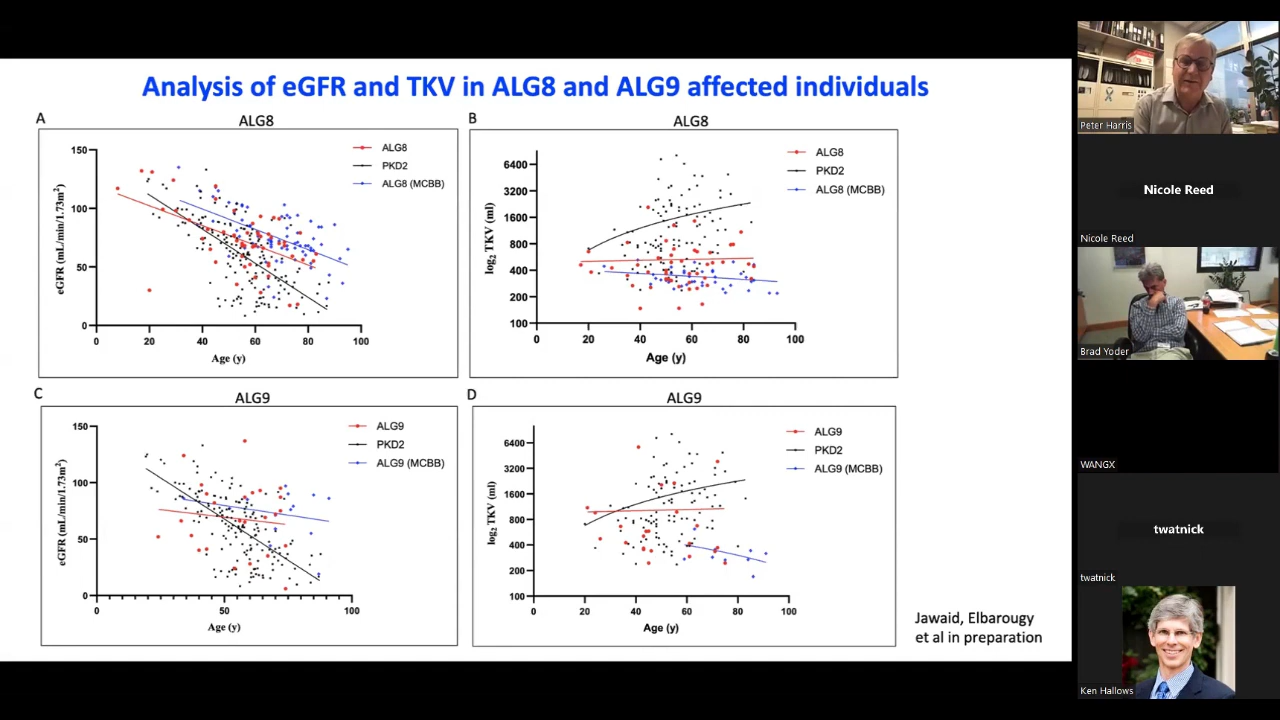 Analysis of eGFR and TKV in ALG8 and ALG9 affected individuals
A
ALG8
150
100
50
0
eGFR (mL/min/1.73m²)
0 20 40 60 80 100
Age (y)
ALG8
PKD2
ALG8 (MCBB)
B
ALG8
6400
3200
1600
800
400
200
100
log₂ TKV (ml)
0 20 40 60 80 100
Age (y)
ALG8
PKD2
ALG8 (MCBB)
C
ALG9
150
100
50
0
eGFR (mL/min/1.73m²)
0 50 100
Age (y)
ALG9
PKD2
ALG9 (MCBB)
D
ALG9
6400
3200
1600
800
400
200
100
log₂ TKV (ml)
0 20 40 60 80 100
Age (y)
ALG9
PKD2
ALG9 (MCBB)
Jawaid, Elbarougy
et al in preparation
Peter Harris
Nicole Reed
Nicole Reed
Brad Yoder
WANGX
twatnick
twatnick
Ken Hallows